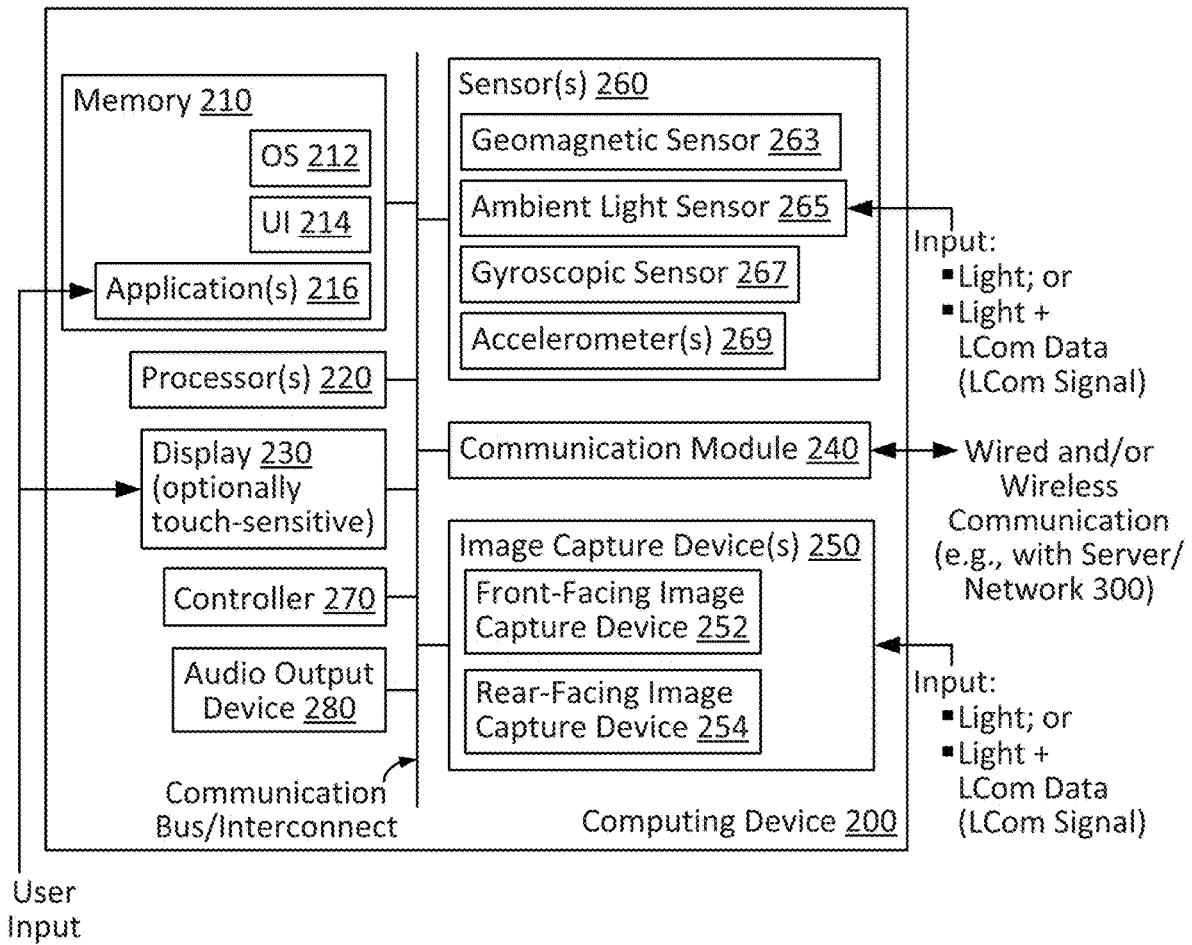 Memory 210
OS 212
UI 214
Application(s) 216
Processor(s) 220
Display 230
(optionally
touch-sensitive)
Controller 270
Audio Output
Device 280
Communication
Bus/Interconnect
Sensor(s) 260
Geomagnetic Sensor 263
Ambient Light Sensor 265
Gyroscopic Sensor 267
Accelerometer(s) 269
Communication Module 240
Image Capture Device(s) 250
Front-Facing Image
Capture Device 252
Rear-Facing Image
Capture Device 254
Computing Device 200
Input:
▪Light; or
▪Light +
LCom Data
(LCom Signal)
Wired and/or
Wireless
Communication
(e.g., with Server/
Network 300)
Input:
▪Light; or
▪Light +
LCom Data
(LCom Signal)
User
Input